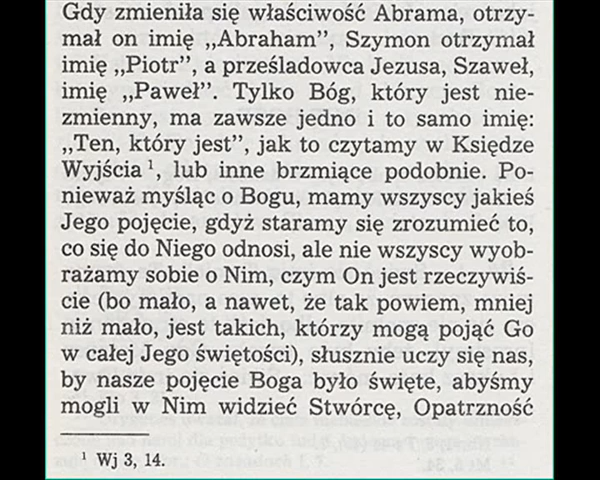 Gdy zmieniła się właściwość Abrama, otrzy-
mał on imię „Abraham”, Szymon otrzymał
imię „Piotr”, a prześladowca Jezusa, Szaweł,
imię „Paweł”. Tylko Bóg, który jest nie-
zmienny, ma zawsze jedno i to samo imię:
„Ten, który jest”, jak to czytamy w Księdze
Wyjścia ¹, lub inne brzmiące podobnie. Po-
nieważ myśląc o Bogu, mamy wszyscy jakieś
Jego pojęcie, gdyż staramy się zrozumieć to,
co się do Niego odnosi, ale nie wszyscy wyob-
rażamy sobie o Nim, czym On jest rzeczywiś-
cie (bo mało, a nawet, że tak powiem, mniej
niż mało, jest takich, którzy mogą pojąć Go
w całej Jego świętości), słusznie uczy się nas,
by nasze pojęcie Boga było święte, abyśmy
mogli w Nim widzieć Stwórcę, Opatrzność
¹ Wj 3, 14.